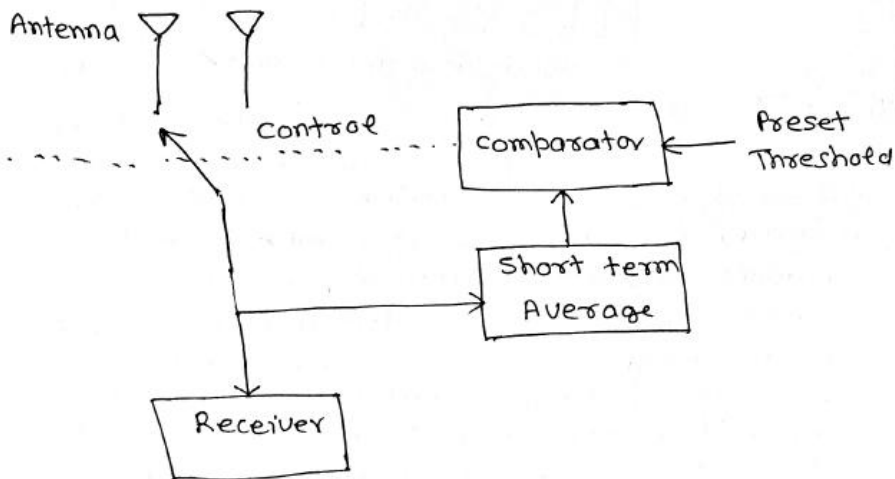 Antenna
Control
Comparator
Preset
Threshold
Short term
Average
Receiver